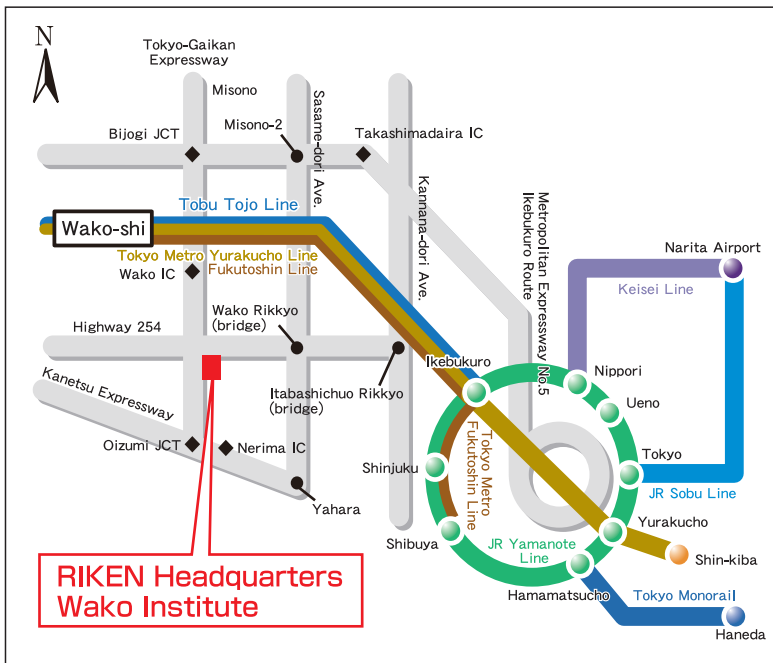 N
Tokyo-Gaikan
Expressway
Misono
Sasame-dori Ave.
Bijogi JCT
Misono-2
Takashimadaira IC
Kannana-dori Ave.
Metropolitan Expressway No.5
Ikebukuro Route
Tobu Tojo Line
Wako-shi
Tokyo Metro Yurakucho Line
Fukutoshin Line
Wako IC
Narita Airport
Keisei Line
Highway 254
Wako Rikkyo
(bridge)
Ikebukuro
Nippori
Kanetsu Expressway
Itabashichuo Rikkyo
(bridge)
Ueno
Oizumi JCT
Nerima IC
Tokyo Metro
Fukutoshin Line
Tokyo
Shinjuku
JR Sobu Line
Yahara
Yurakucho
Shibuya
JR Yamanote
Line
Shin-kiba
RIKEN Headquarters
Wako Institute
Hamamatsucho
Tokyo Monorail
Haneda